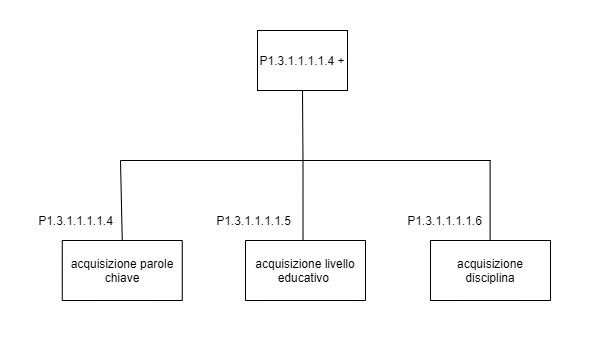 P1.3.1.1.1.1.4 +
P1.3.1.1.1.1.4
P1.3.1.1.1.1.5
P1.3.1.1.1.1.6
acquisizione parole
chiave
acquisizione livello
educativo
acquisizione
disciplina